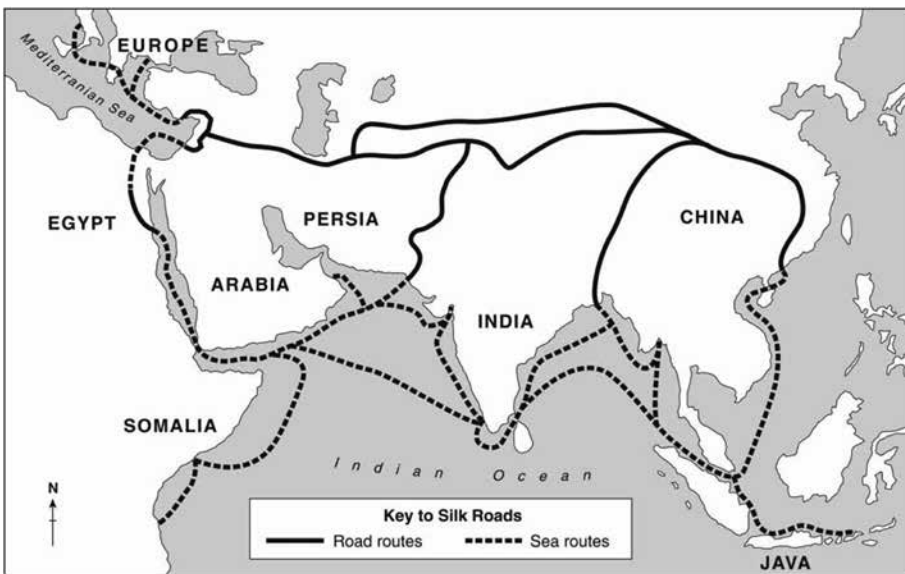 EUROPE
Mediterranean Sea
EGYPT
PERSIA
ARABIA
CHINA
INDIA
SOMALIA
Indian Ocean
N
Key to Silk Roads
Road routes Sea routes
JAVA